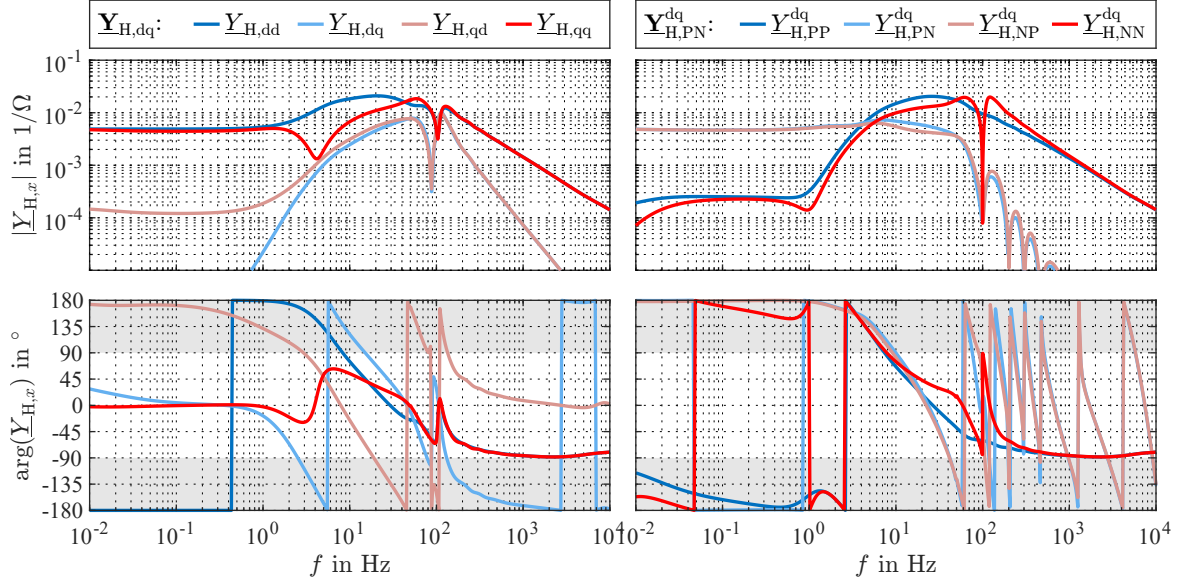 Y_H,dq: Y_H,dd Y_H,dq Y_H,qd Y_H,qq
Y^dq_H,PN: Y^dq_H,PP Y^dq_H,PN Y^dq_H,NP Y^dq_H,NN
|Y_H,x| in 1/Ω
10^-1
10^-2
10^-3
10^-4
arg(Y_H,x) in °
180
135
90
45
0
-45
-90
-135
-180
10^-2 10^-1 10^0 10^1 10^2 10^3 10^4
f in Hz
10^-2 10^-1 10^0 10^1 10^2 10^3 10^4
f in Hz